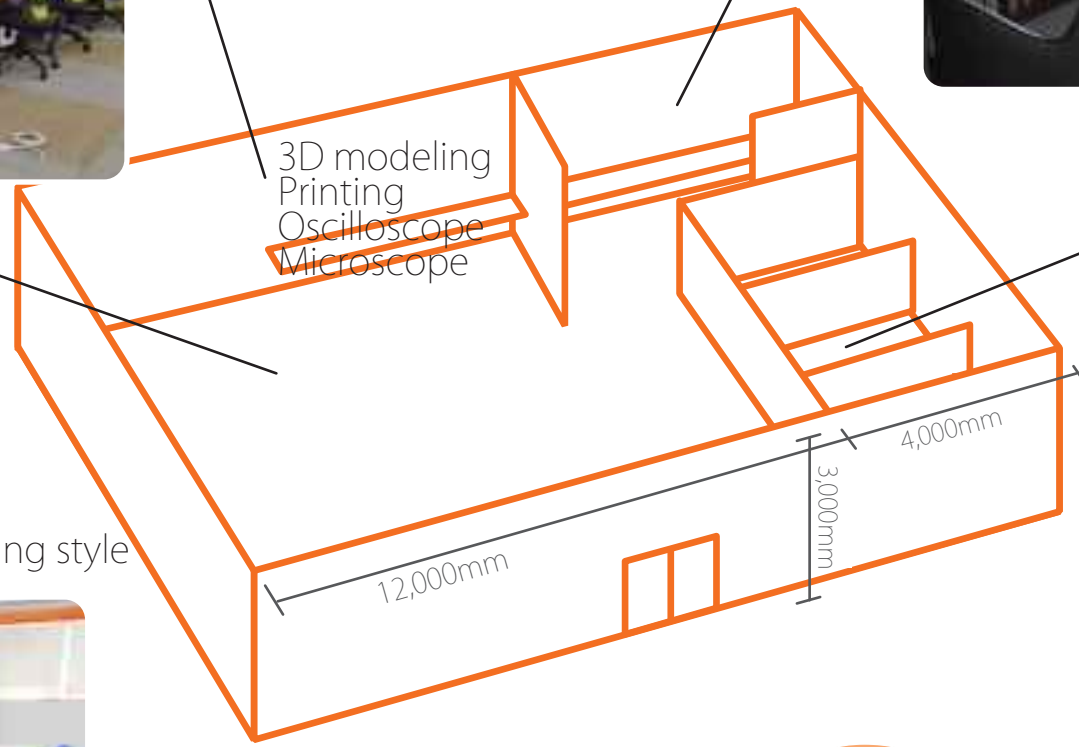 3D modeling
Printing
Oscilloscope
Microscope
4,000mm
3,000mm
12,000mm
ng style